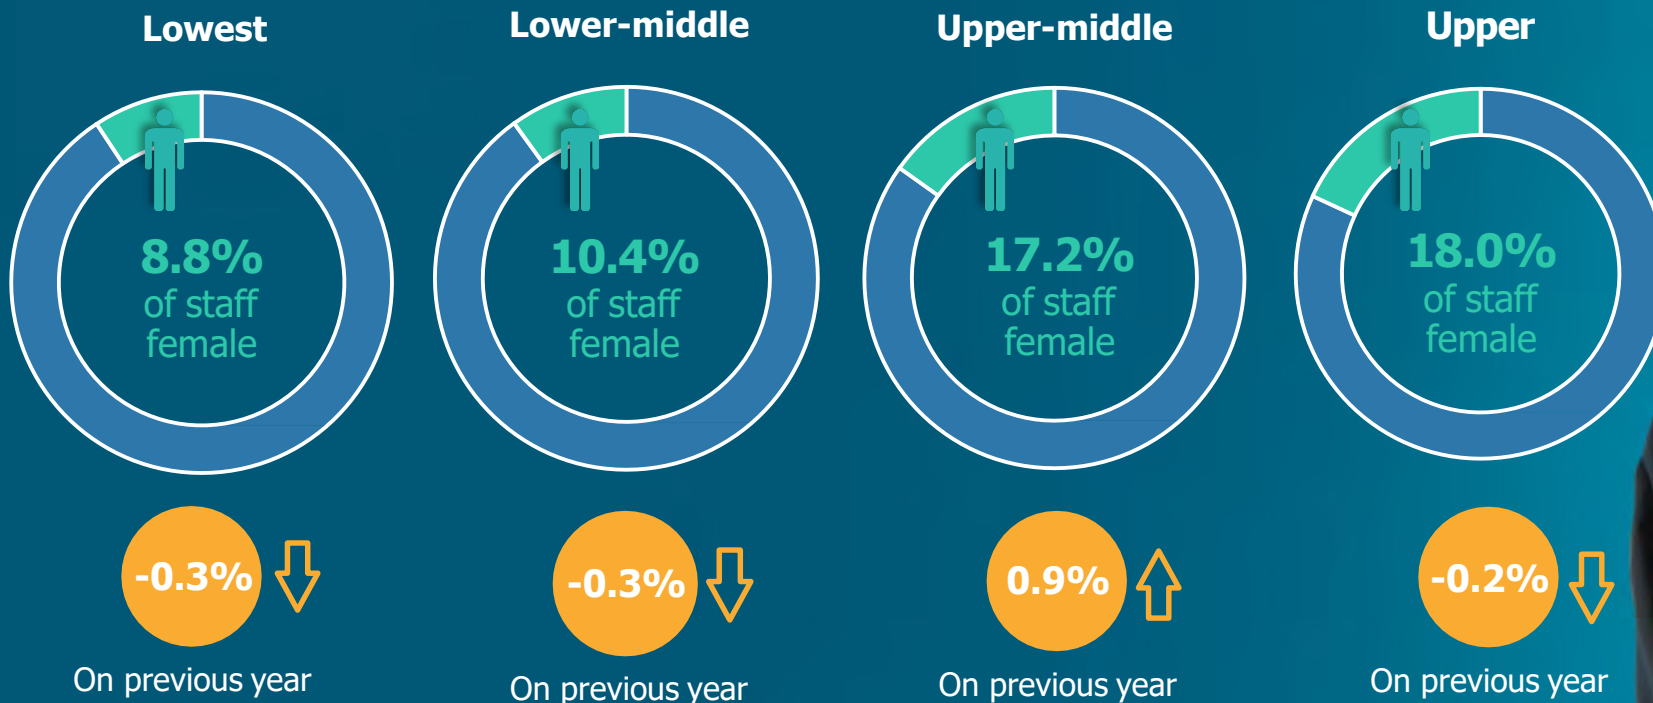 Lowest
Lower-middle
Upper-middle
Upper
8.8%
of staff
female
10.4%
of staff
female
17.2%
of staff
female
18.0%
of staff
female
-0.3%
-0.3%
0.9%
-0.2%
On previous year
On previous year
On previous year
On previous year